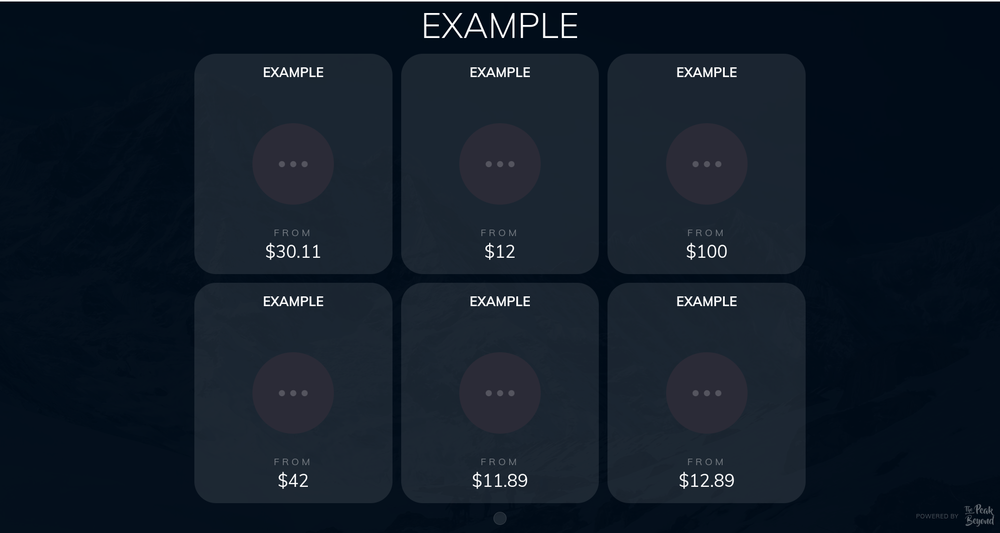 EXAMPLE
EXAMPLE
EXAMPLE
EXAMPLE
FROM
$30.11
FROM
$12
FROM
$100
EXAMPLE
EXAMPLE
EXAMPLE
FROM
$42
FROM
$11.89
FROM
$12.89
POWERED BY
The Peak
Beyond